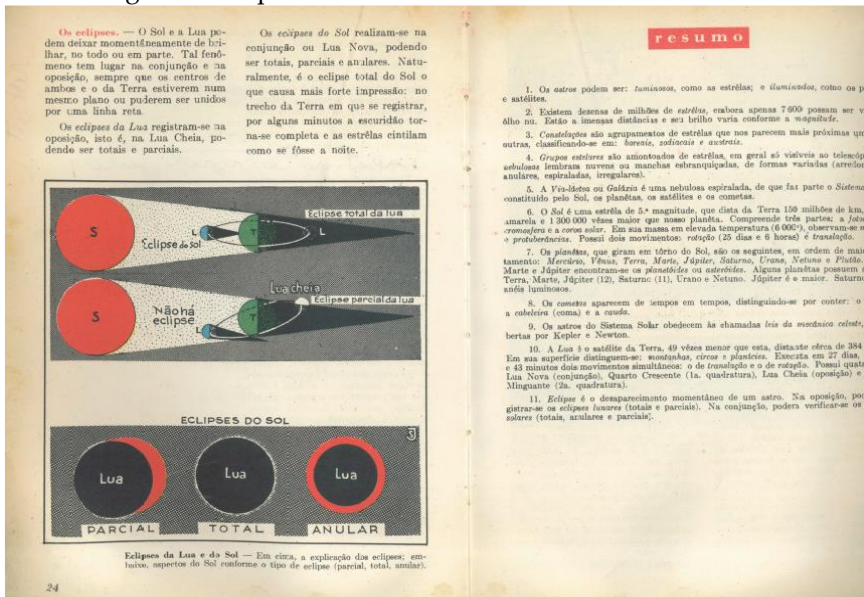 Os eclipses. — O Sol e a Lua po-
dem deixar momentâneamente de bri-
lhar, no todo ou em parte. Tal fenô-
meno tem lugar na conjunção e na
oposição, sempre que os centros de
ambos e o da Terra estiverem num
mesmo plano ou puderem ser unidos
por uma linha reta.
Os eclipses da Lua registram-se na
oposição, isto é, na Lua Cheia, po-
dendo ser totais e parciais.
Os eclipses do Sol realizam-se na
conjunção ou Lua Nova, podendo
ser totais, parciais e anulares. Natu-
ralmente, é o eclipse total do Sol o
que causa mais forte impressão: no
trecho da Terra em que se registrar,
por alguns minutos a escuridão tor-
na-se completa e as estrêlas cintilam
como se fôsse a noite.
Eclipse total da lua
S
L
T
L
Eclipse do sol
Lua cheia
Eclipse parcial da lua
S
Não há
eclipse
T
L
ECLIPSES DO SOL
Lua
Lua
Lua
PARCIAL
TOTAL
ANULAR
Eclipses da Lua e do Sol — Em cima, a explicação dos eclipses; em-
baixo, aspectos do Sol conforme o tipo de eclipse (parcial, total, anular).
24
resumo
1. Os astros podem ser: luminosos, como as estrêlas; e iluminados, como os p
e satélites.
2. Existem dezenas de milhões de estrêlas, embora apenas 7 600 possam ser v
ôlho nu. Estão a imensas distâncias e seu brilho varia conforme a magnitude.
3. Constelações são agrupamentos de estrêlas que nos parecem mais próximas um
outras, classificando-se em: boreais, zodiacais e austrais.
4. Grupos estelares são amontoados de estrêlas, em geral só visíveis ao telescóp
nebulosas lembram nuvens ou manchas esbranquiçadas, de formas variadas (arredon
anulares, espiraladas, irregulares).
5. A Via-láctea ou Galáxia é uma nebulosa espiralada, de que faz parte o Sistema
constituído pelo Sol, os planêtas, os satélites e os cometas.
6. O Sol é uma estrêla de 5.ª magnitude, que dista da Terra 150 milhões de km,
amarela e 1 300 000 vêzes maior que nosso planêta. Compreende três partes: a foto
cromosfera e a coroa solar. Em sua massa em elevada temperatura (6 000º), observam-se m
e protuberâncias. Possui dois movimentos: rotação (25 dias e 6 horas) e translação.
7. Os planêtas, que giram em tôrno do Sol, são os seguintes, em ordem de mai
tamento: Mercúrio, Vênus, Terra, Marte, Júpiter, Saturno, Urano, Netuno e Plutão.
Marte e Júpiter encontram-se os planetóides ou asteróides. Alguns planêtas possuem
Terra, Marte, Júpiter (12), Saturno (11), Urano e Netuno. Júpiter é o maior. Saturno
anéis luminosos.
8. Os cometas aparecem de tempos em tempos, distinguindo-se por conter: o
a cabeleira (coma) e a cauda.
9. Os astros do Sistema Solar obedecem às chamadas leis da mecânica celeste,
bertas por Kepler e Newton.
10. A Lua é o satélite da Terra, 49 vêzes menor que esta, distante cêrca de 384
Em sua superfície distinguem-se: montanhas, circos e planícies. Executa em 27 dias,
e 43 minutos dois movimentos simultâneos: o de translação e o de rotação. Possui quat
Lua Nova (conjunção), Quarto Crescente (1a. quadratura), Lua Cheia (oposição) e
Minguante (2a. quadratura).
11. Eclipse é o desaparecimento momentâneo de um astro. Na oposição, po
gistrar-se os eclipses lunares (totais e parciais). Na conjunção, podera verificar-se os
solares (totais, anulares e parciais).